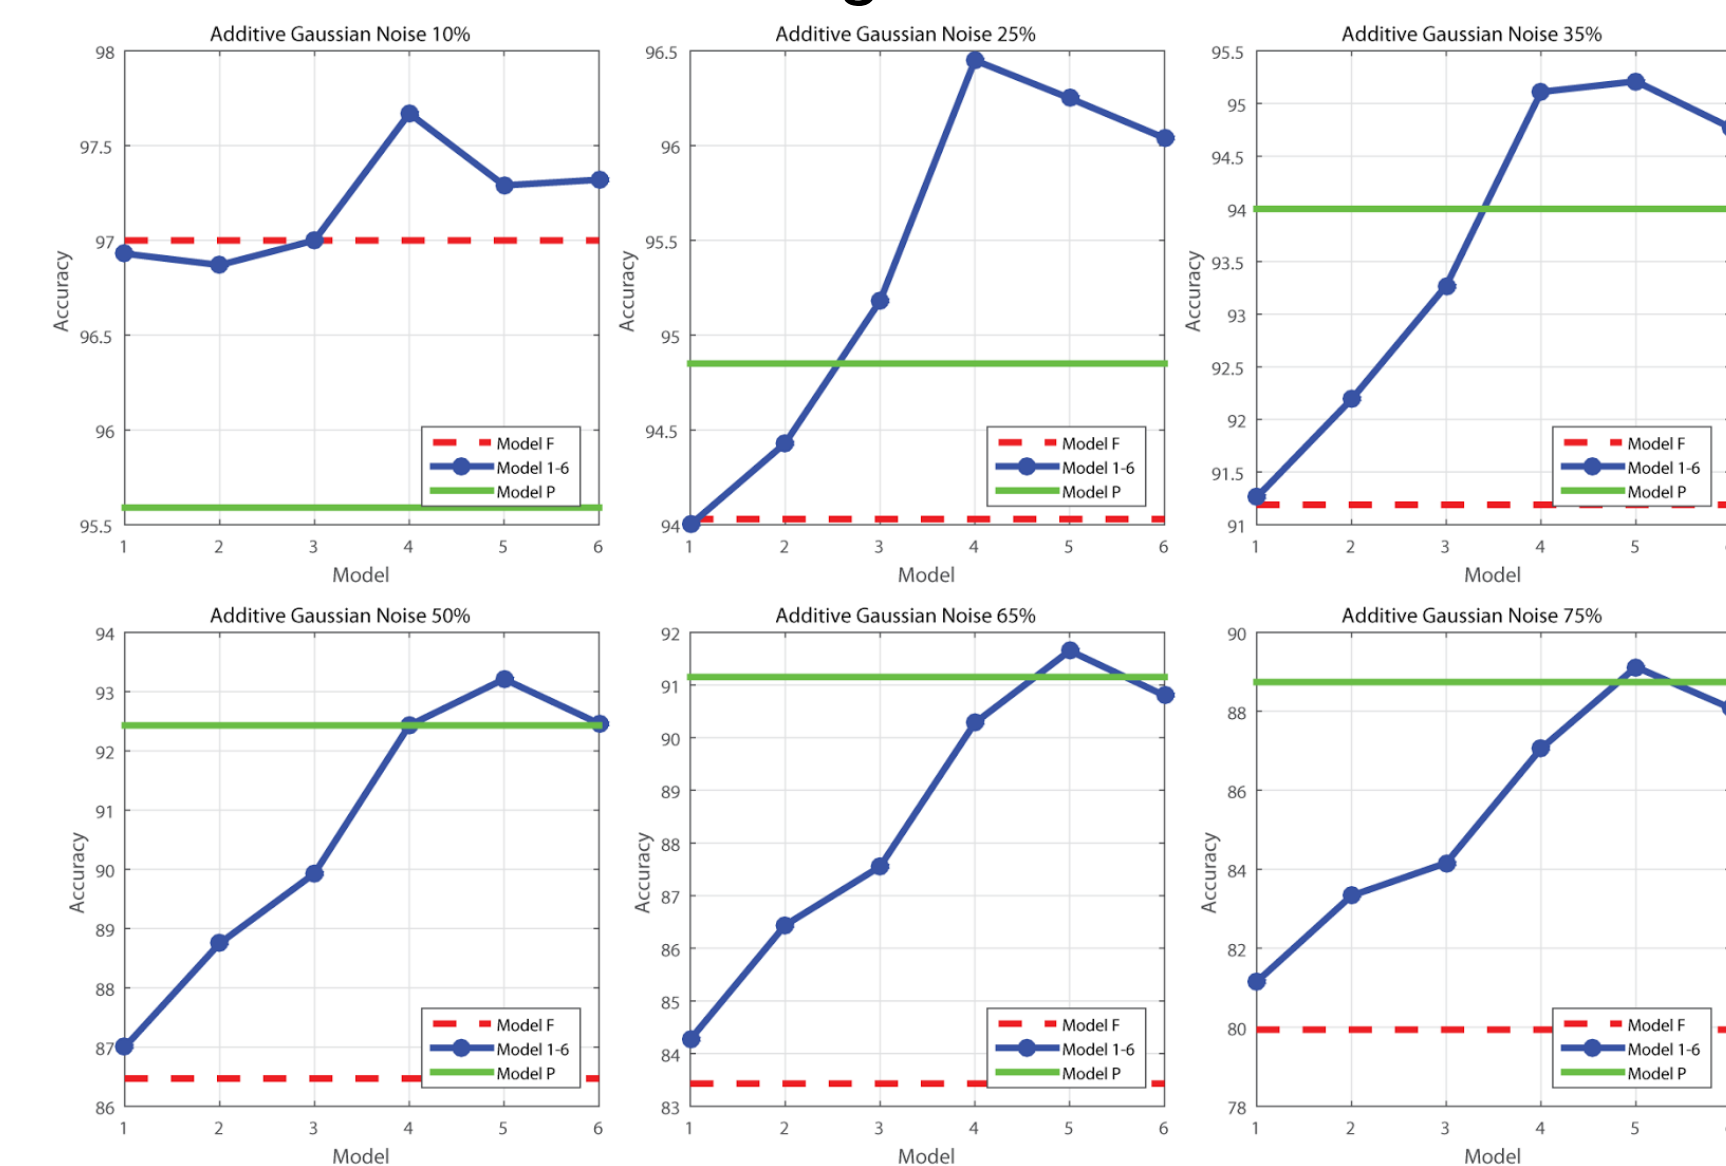 Additive Gaussian Noise 10%
98
97.5
97
96.5
96
95.5
Accuracy
1 2 3 4 5 6
Model
Model F
Model 1-6
Model P
Additive Gaussian Noise 25%
96.5
96
95.5
95
94.5
94
Accuracy
1 2 3 4 5 6
Model
Model F
Model 1-6
Model P
Additive Gaussian Noise 35%
95.5
95
94.5
94
93.5
93
92.5
92
91.5
91
Accuracy
1 2 3 4 5
Model
Model F
Model 1-6
Model P
Additive Gaussian Noise 50%
94
93
92
91
90
89
88
87
86
Accuracy
1 2 3 4 5 6
Model
Model F
Model 1-6
Model P
Additive Gaussian Noise 65%
92
91
90
89
88
87
86
85
84
83
Accuracy
1 2 3 4 5 6
Model
Model F
Model 1-6
Model P
Additive Gaussian Noise 75%
90
88
86
84
82
80
78
Accuracy
1 2 3 4 5
Model
Model F
Model 1-6
Model P